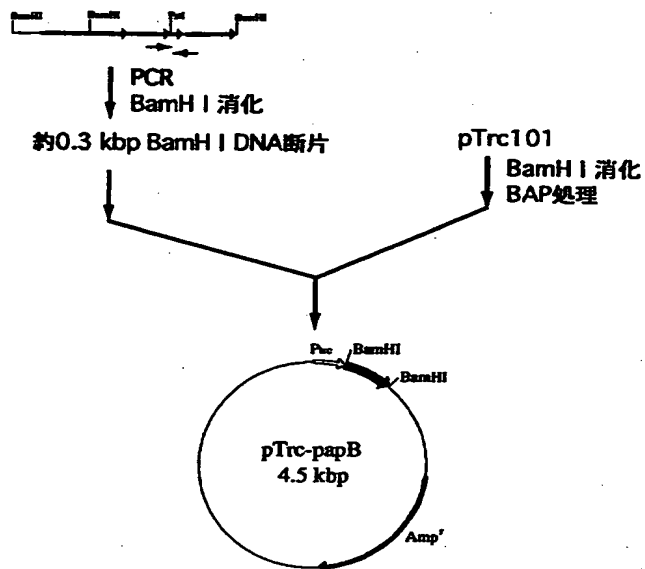 BamHI BamHI PstI BamHI
PCR
BamH I 消化
約0.3 kbp BamH I DNA断片
pTrc101
BamH I 消化
BAP処理
Ptrc BamHI
BamHI
pTrc-papB
4.5 kbp
Ampʳ